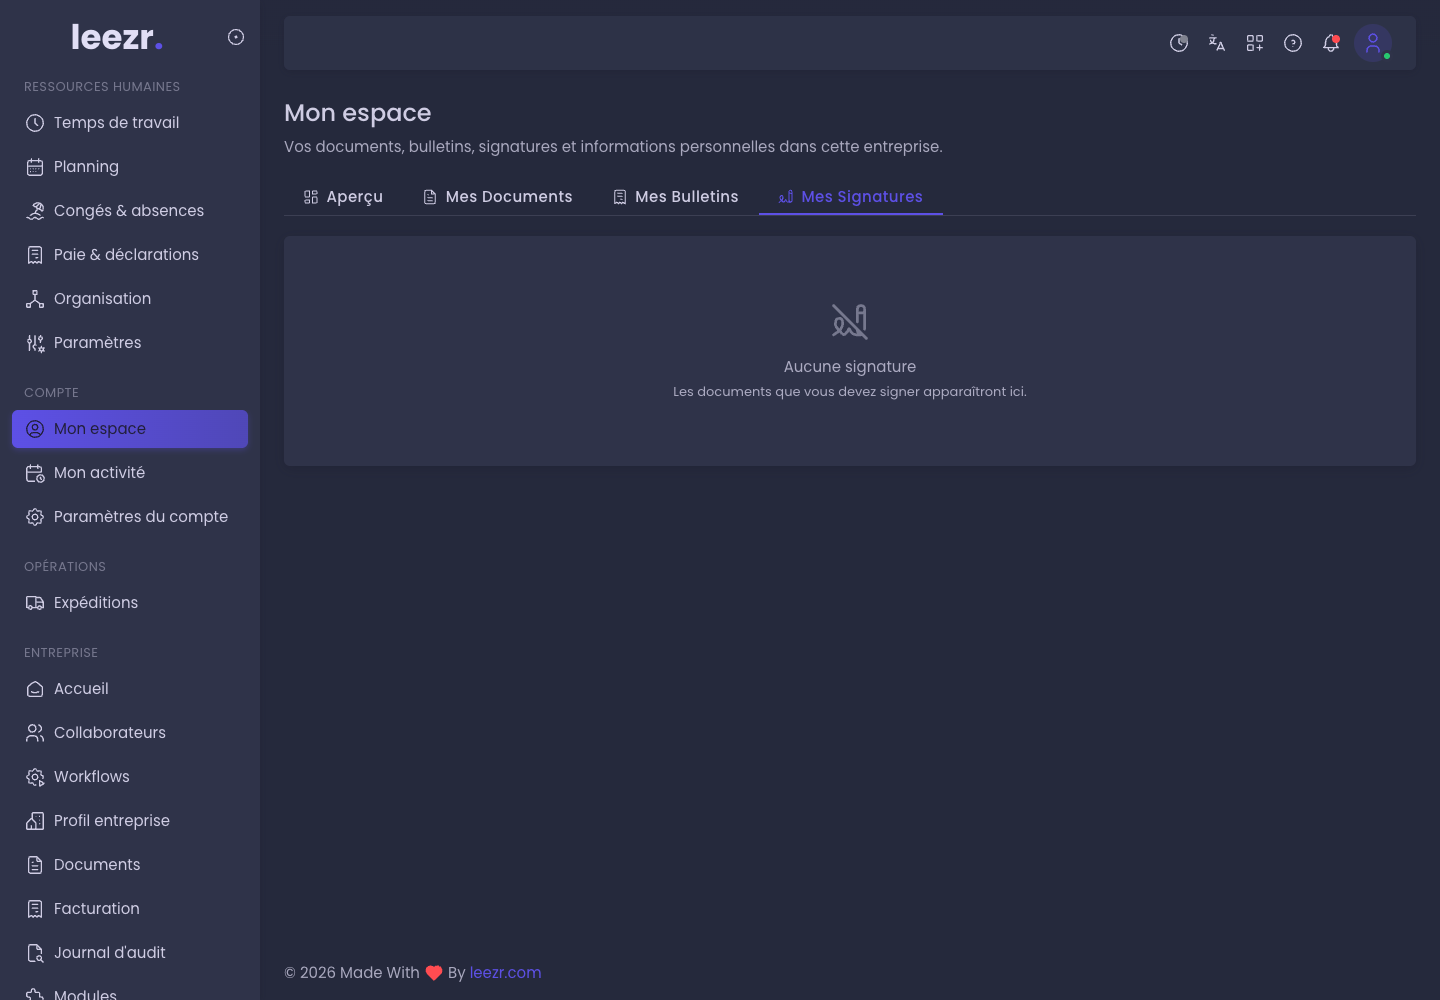 leezr.
RESSOURCES HUMAINES
Temps de travail
Planning
Congés & absences
Paie & déclarations
Organisation
Paramètres
COMPTE
Mon espace
Mon activité
Paramètres du compte
OPÉRATIONS
Expéditions
ENTREPRISE
Accueil
Collaborateurs
Workflows
Profil entreprise
Documents
Facturation
Journal d'audit
Modules
Mon espace
Vos documents, bulletins, signatures et informations personnelles dans cette entreprise.
Aperçu Mes Documents Mes Bulletins Mes Signatures
Aucune signature
Les documents que vous devez signer apparaîtront ici.
© 2026 Made With By leezr.com